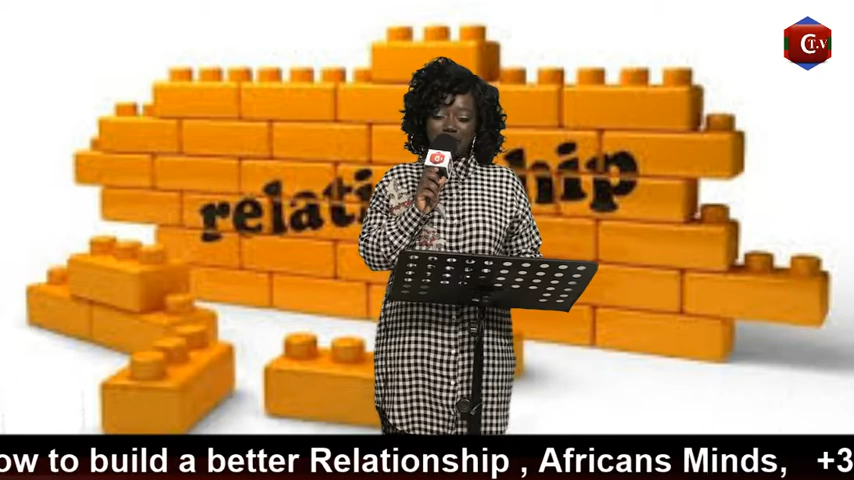 C T.V
relati hip
ow to build a better Relationship , Africans Minds, +3